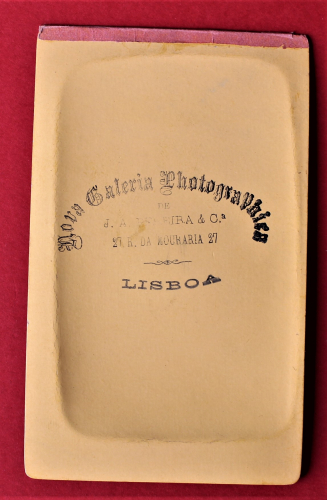 Nova Galeria Photographica
DE
J. A. & C.ª
27 R. DA MOURARIA 27
LISBOA